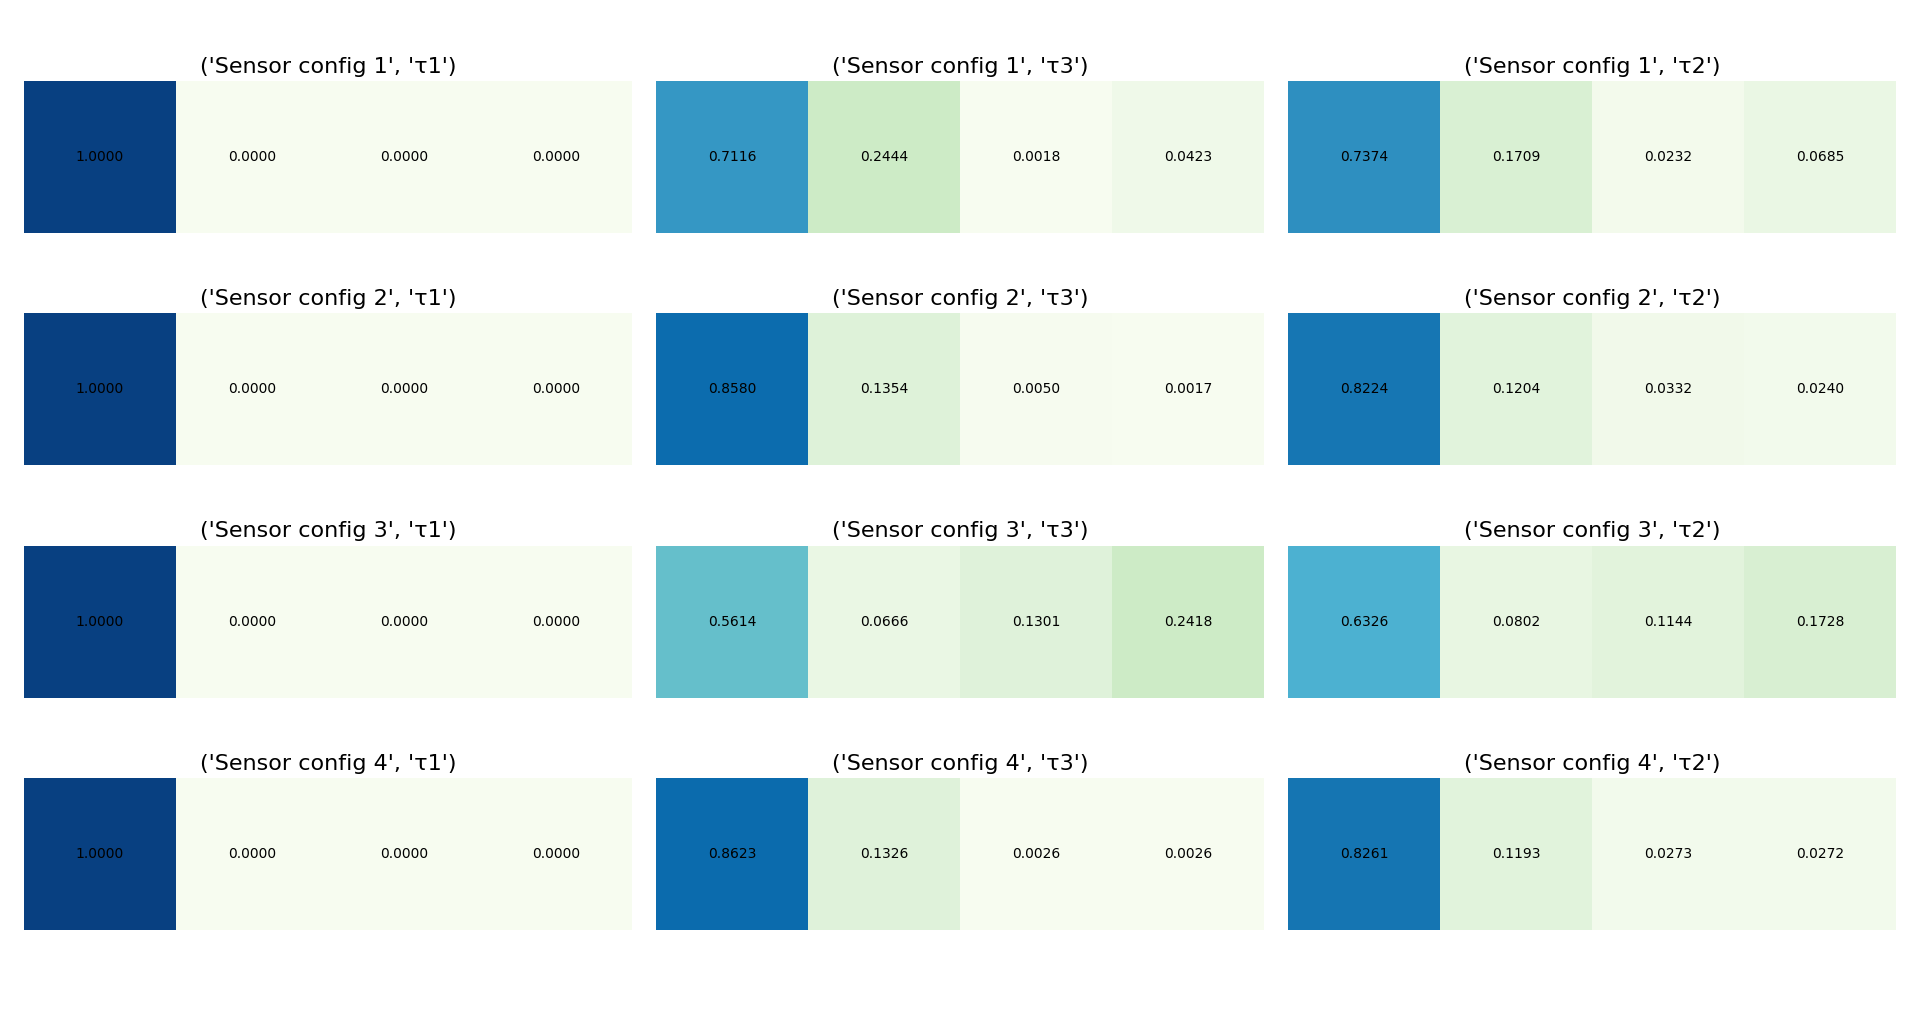 ('Sensor config 1', 'τ1') ('Sensor config 1', 'τ3') ('Sensor config 1', 'τ2')
1.0000 0.0000 0.0000 0.0000 0.7116 0.2444 0.0018 0.0423 0.7374 0.1709 0.0232 0.0685
('Sensor config 2', 'τ1') ('Sensor config 2', 'τ3') ('Sensor config 2', 'τ2')
1.0000 0.0000 0.0000 0.0000 0.8580 0.1354 0.0050 0.0017 0.8224 0.1204 0.0332 0.0240
('Sensor config 3', 'τ1') ('Sensor config 3', 'τ3') ('Sensor config 3', 'τ2')
1.0000 0.0000 0.0000 0.0000 0.5614 0.0666 0.1301 0.2418 0.6326 0.0802 0.1144 0.1728
('Sensor config 4', 'τ1') ('Sensor config 4', 'τ3') ('Sensor config 4', 'τ2')
1.0000 0.0000 0.0000 0.0000 0.8623 0.1326 0.0026 0.0026 0.8261 0.1193 0.0273 0.0272